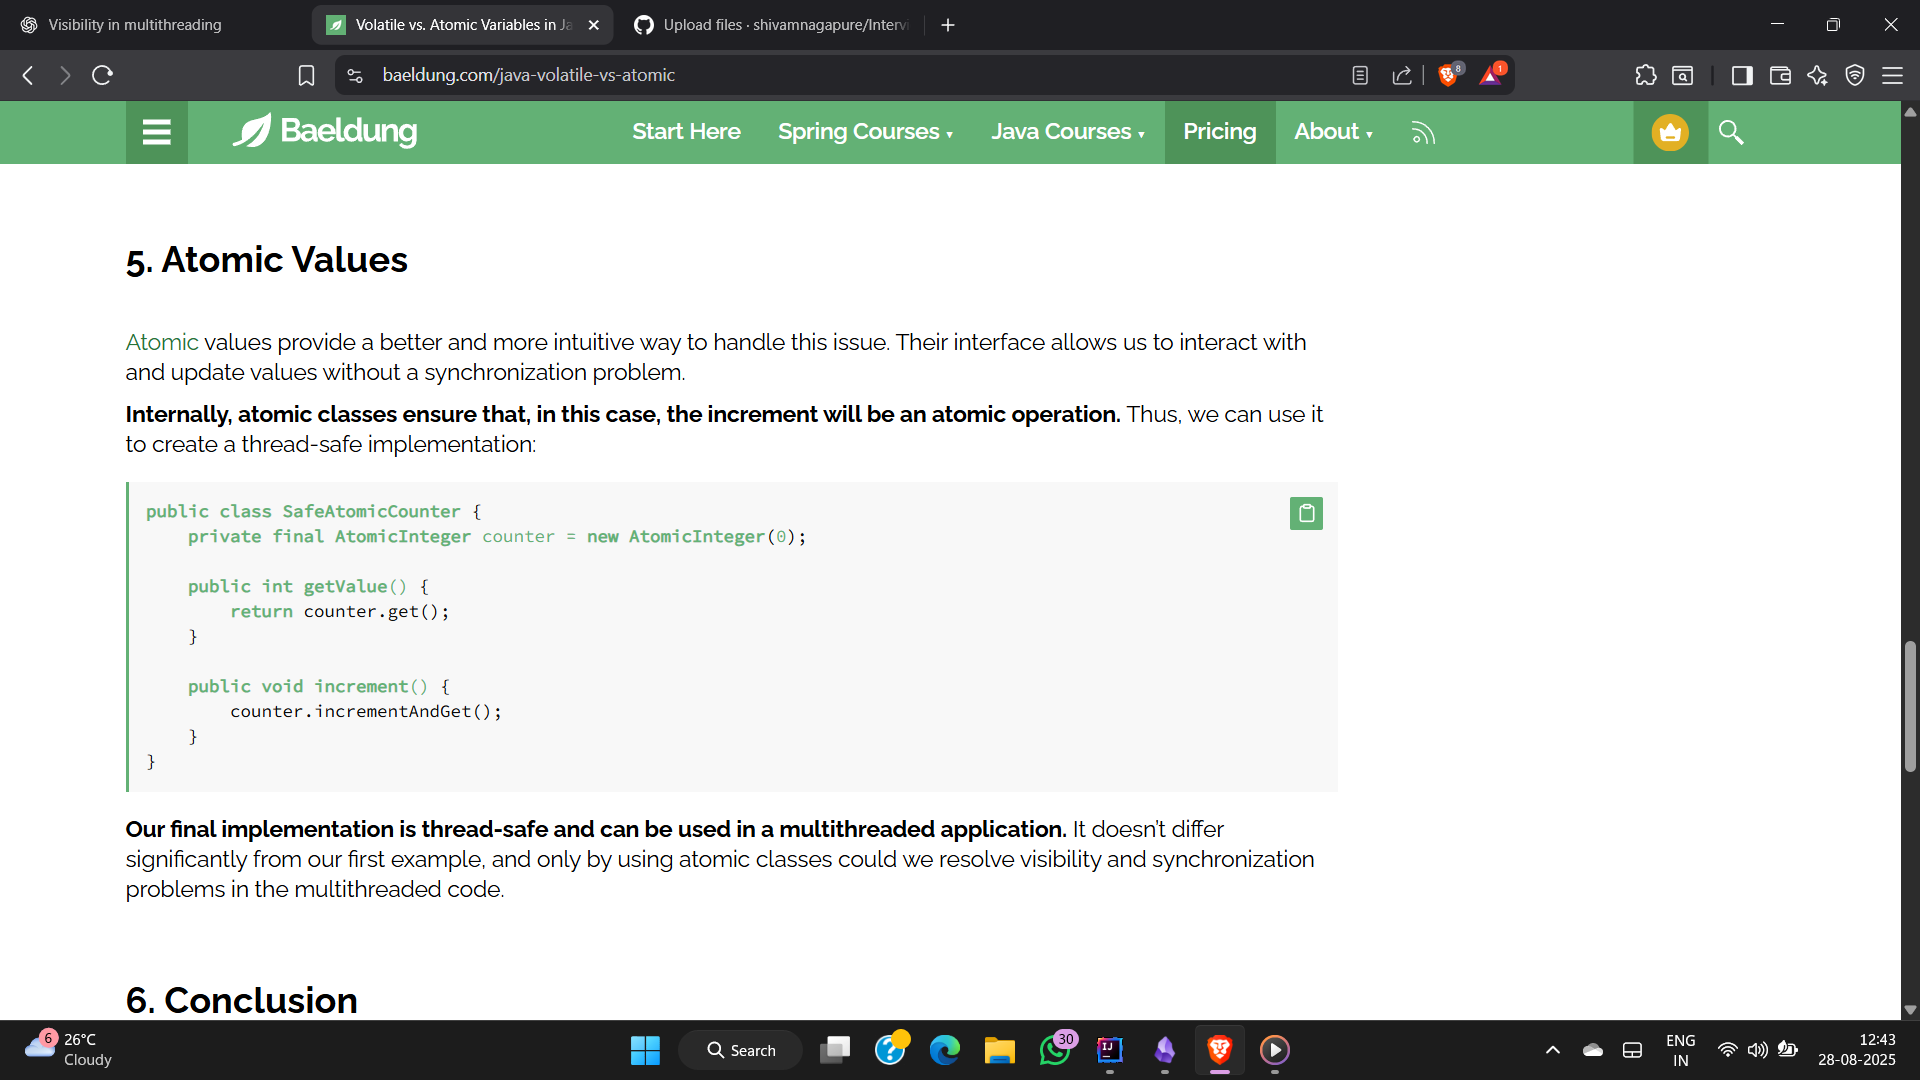 Visibility in multithreading
Volatile vs. Atomic Variables in Ja
Upload files · shivamnagapure/Intervi
baeldung.com/java-volatile-vs-atomic
8
1
Baeldung
Start Here
Spring Courses
Java Courses
Pricing
About
5. Atomic Values
Atomic values provide a better and more intuitive way to handle this issue. Their interface allows us to interact with
and update values without a synchronization problem.
Internally, atomic classes ensure that, in this case, the increment will be an atomic operation. Thus, we can use it
to create a thread-safe implementation:
public class SafeAtomicCounter {
    private final AtomicInteger counter = new AtomicInteger(0);
    public int getValue() {
        return counter.get();
    }
    public void increment() {
        counter.incrementAndGet();
    }
}
Our final implementation is thread-safe and can be used in a multithreaded application. It doesn't differ
significantly from our first example, and only by using atomic classes could we resolve visibility and synchronization
problems in the multithreaded code.
6. Conclusion
6
26°C
Cloudy
Search
30
IJ
ENG
IN
12:43
28-08-2025